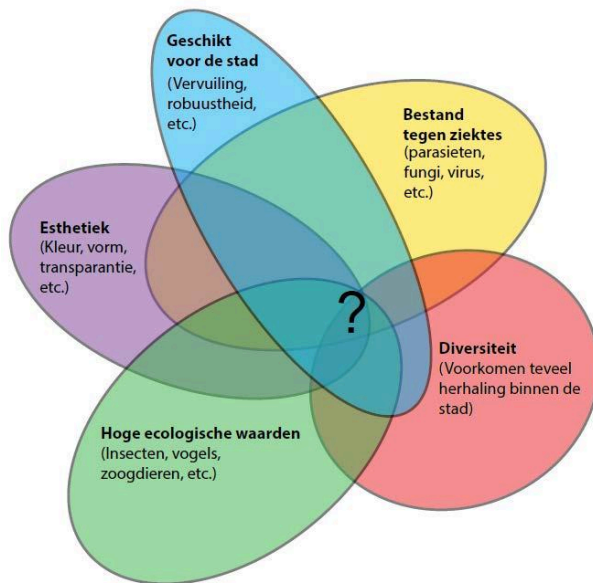 Geschikt
voor de stad
(Vervuiling,
robuustheid,
etc.)
Bestand
tegen ziektes
(parasieten,
fungi, virus,
etc.)
Esthetiek
(Kleur, vorm,
transparantie,
etc.)
?
Diversiteit
(Voorkomen teveel
herhaling binnen de
stad)
Hoge ecologische waarden
(Insecten, vogels,
zoogdieren, etc.)